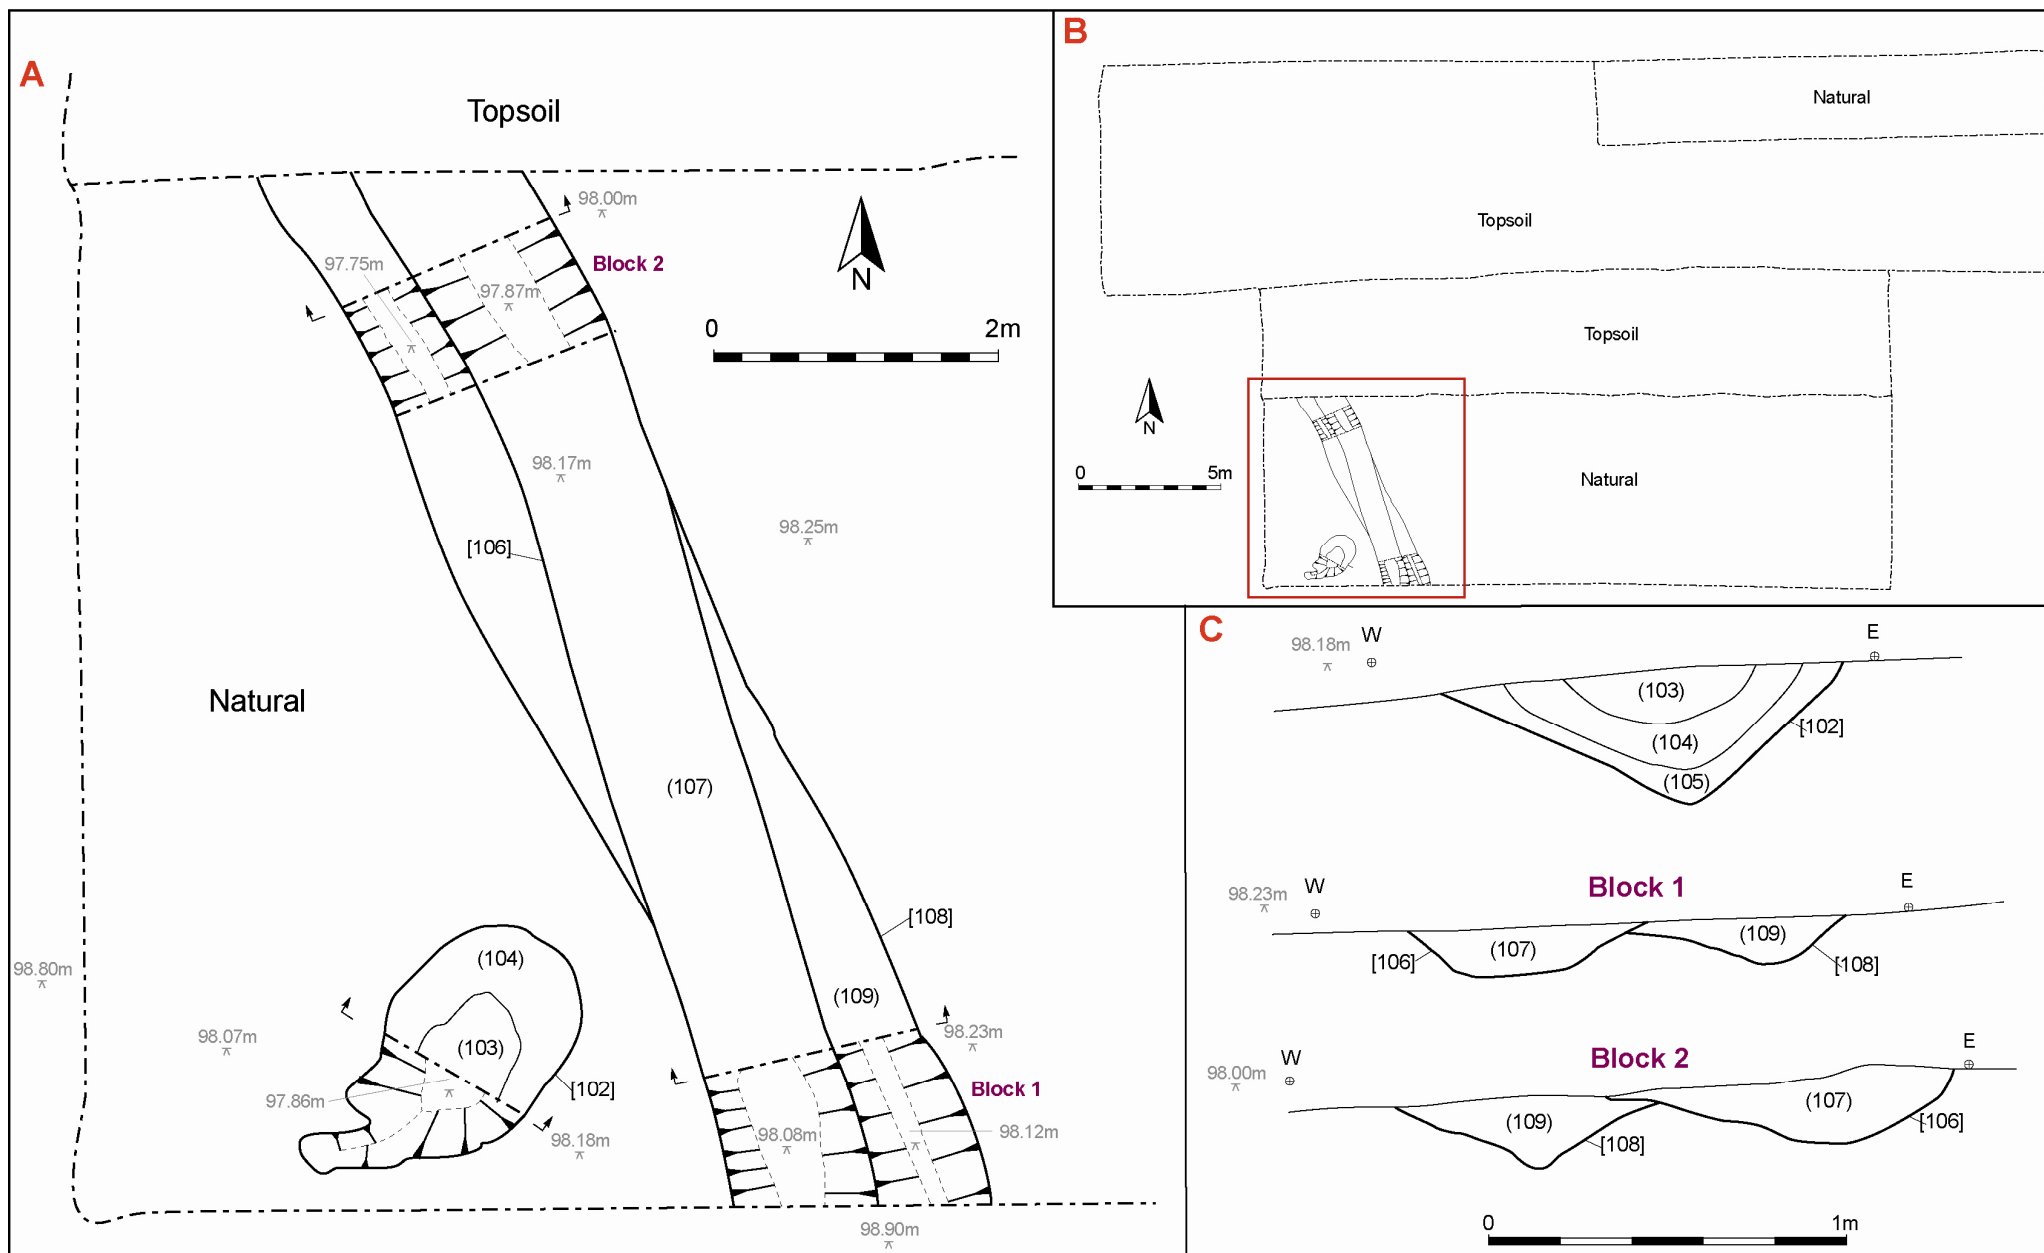 A
Topsoil
98.00m
Block 2
97.75m
97.87m
N
0 2m
98.17m
98.25m
[106]
Natural
(107)
[108]
(104)
98.80m
(109)
98.07m
98.23m
(103)
[102]
Block 1
97.86m
98.18m
98.08m
98.12m
98.90m
B
Natural
Topsoil
Topsoil
N
0 5m
Natural
C
98.18m W E
(103)
[102]
(104)
(105)
Block 1
98.23m W E
(109)
(107)
[106] [108]
Block 2
98.00m W E
(107)
(109) [106]
[108]
0 1m